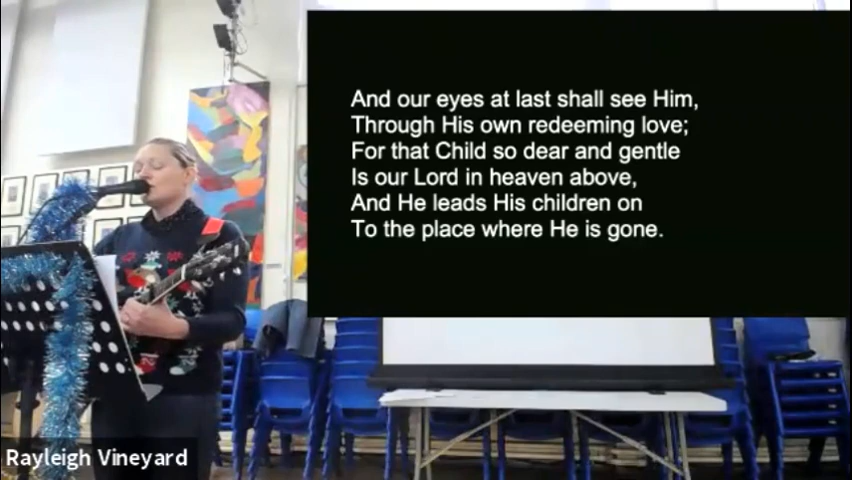 And our eyes at last shall see Him,
Through His own redeeming love;
For that Child so dear and gentle
Is our Lord in heaven above,
And He leads His children on
To the place where He is gone.
Rayleigh Vineyard